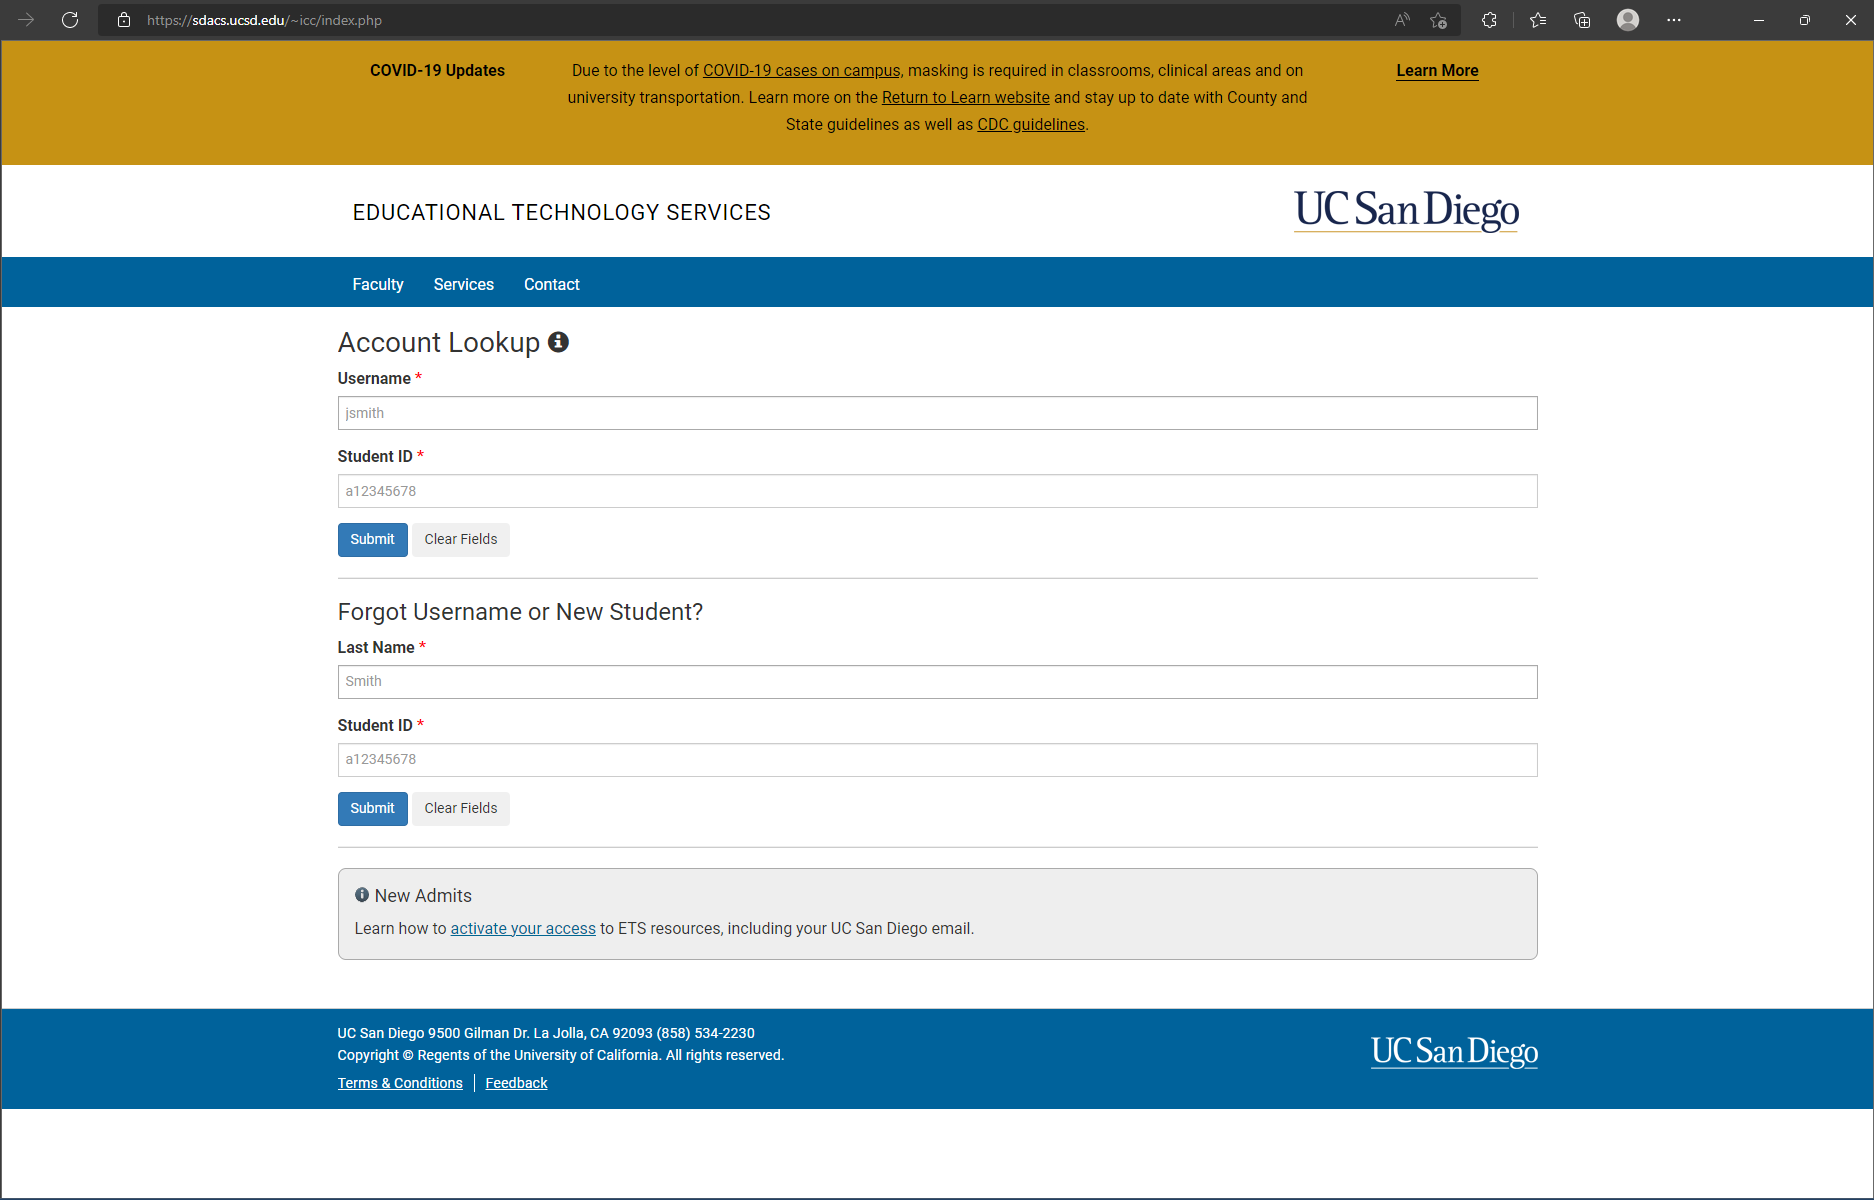 https://sdacs.ucsd.edu/~icc/index.php
COVID-19 Updates
Due to the level of COVID-19 cases on campus, masking is required in classrooms, clinical areas and on
university transportation. Learn more on the Return to Learn website and stay up to date with County and
State guidelines as well as CDC guidelines.
Learn More
EDUCATIONAL TECHNOLOGY SERVICES
UC San Diego
Faculty Services Contact
Account Lookup
Username *
jsmith
Student ID *
a12345678
Submit Clear Fields
Forgot Username or New Student?
Last Name *
Smith
Student ID *
a12345678
Submit Clear Fields
New Admits
Learn how to activate your access to ETS resources, including your UC San Diego email.
UC San Diego 9500 Gilman Dr. La Jolla, CA 92093 (858) 534-2230
Copyright © Regents of the University of California. All rights reserved.
Terms & Conditions Feedback
UC San Diego